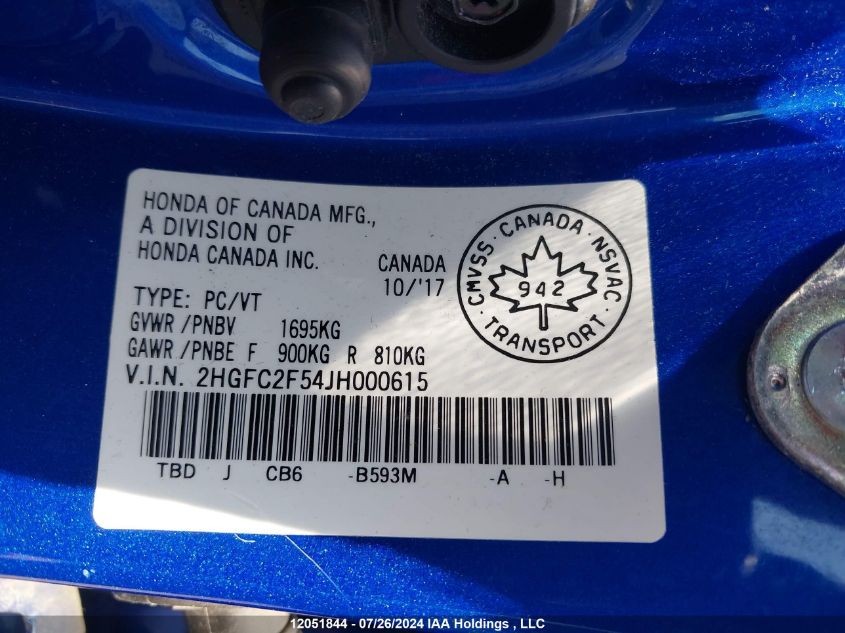 HONDA OF CANADA MFG.,
A DIVISION OF
HONDA CANADA INC.
CANADA
10/'17
TYPE: PC/VT
GVWR /PNBV 1695KG
GAWR /PNBE F 900KG R 810KG
V.I.N. 2HGFC2F54JH000615
TBD J CB6 -B593M -A -H
CMVSS · CANADA · NSVAC · TRANSPORT ·
942
12051844 - 07/26/2024 IAA Holdings , LLC